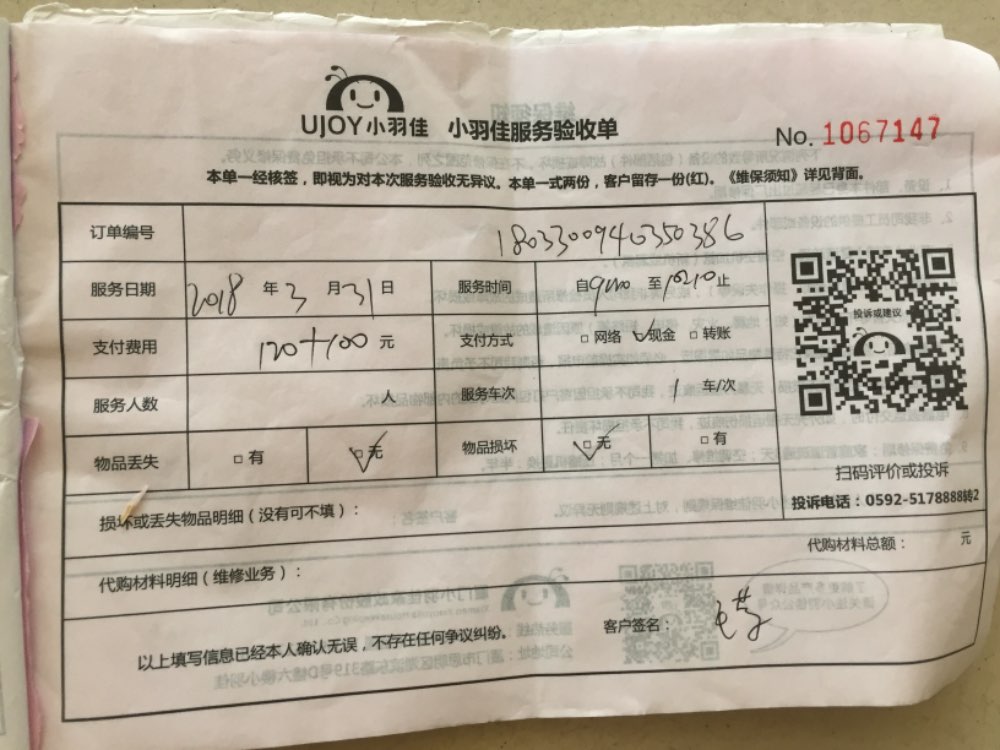 UJOY小羽佳 小羽佳服务验收单
No. 1067147
本单一经核签，即视为对本次服务验收无异议。本单一式两份，客户留存一份(红)。《维保须知》详见背面。
订单编号 1803300940350386
服务日期 2018 年 3 月 31 日 服务时间 自 至 止
支付费用 120+100 元 支付方式 □ 网络 ✓现金 □ 转账
投诉或建议
服务人数 人 服务车次 1 车/次
物品丢失 □ 有 ☑ 无 物品损坏 ☑ 无 □ 有
扫码评价或投诉
投诉电话：0592-5178888转2
损坏或丢失物品明细（没有可不填）：
代购材料总额： 元
代购材料明细（维修业务）：
客户签名：
以上填写信息已经本人确认无误，不存在任何争议纠纷。